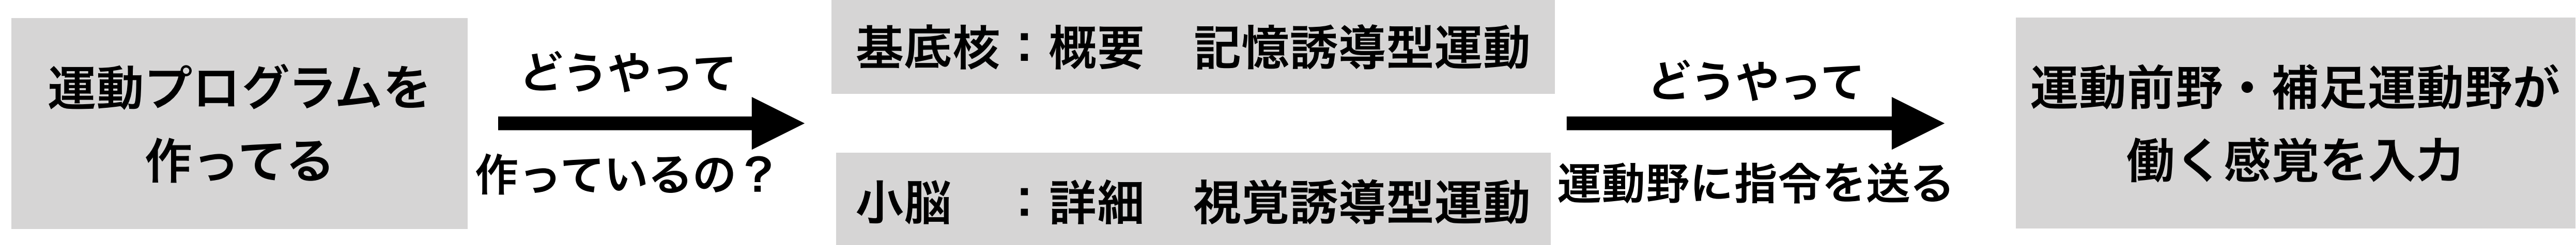 運動プログラムを
作ってる
どうやって
作っているの？
基底核：概要　記憶誘導型運動
小脳　：詳細　視覚誘導型運動
どうやって
運動野に指令を送る
運動前野・補足運動野が
働く感覚を入力